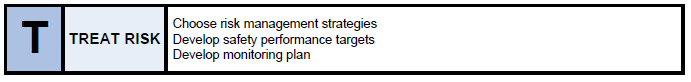 T
TREAT RISK
Choose risk management strategies
Develop safety performance targets
Develop monitoring plan